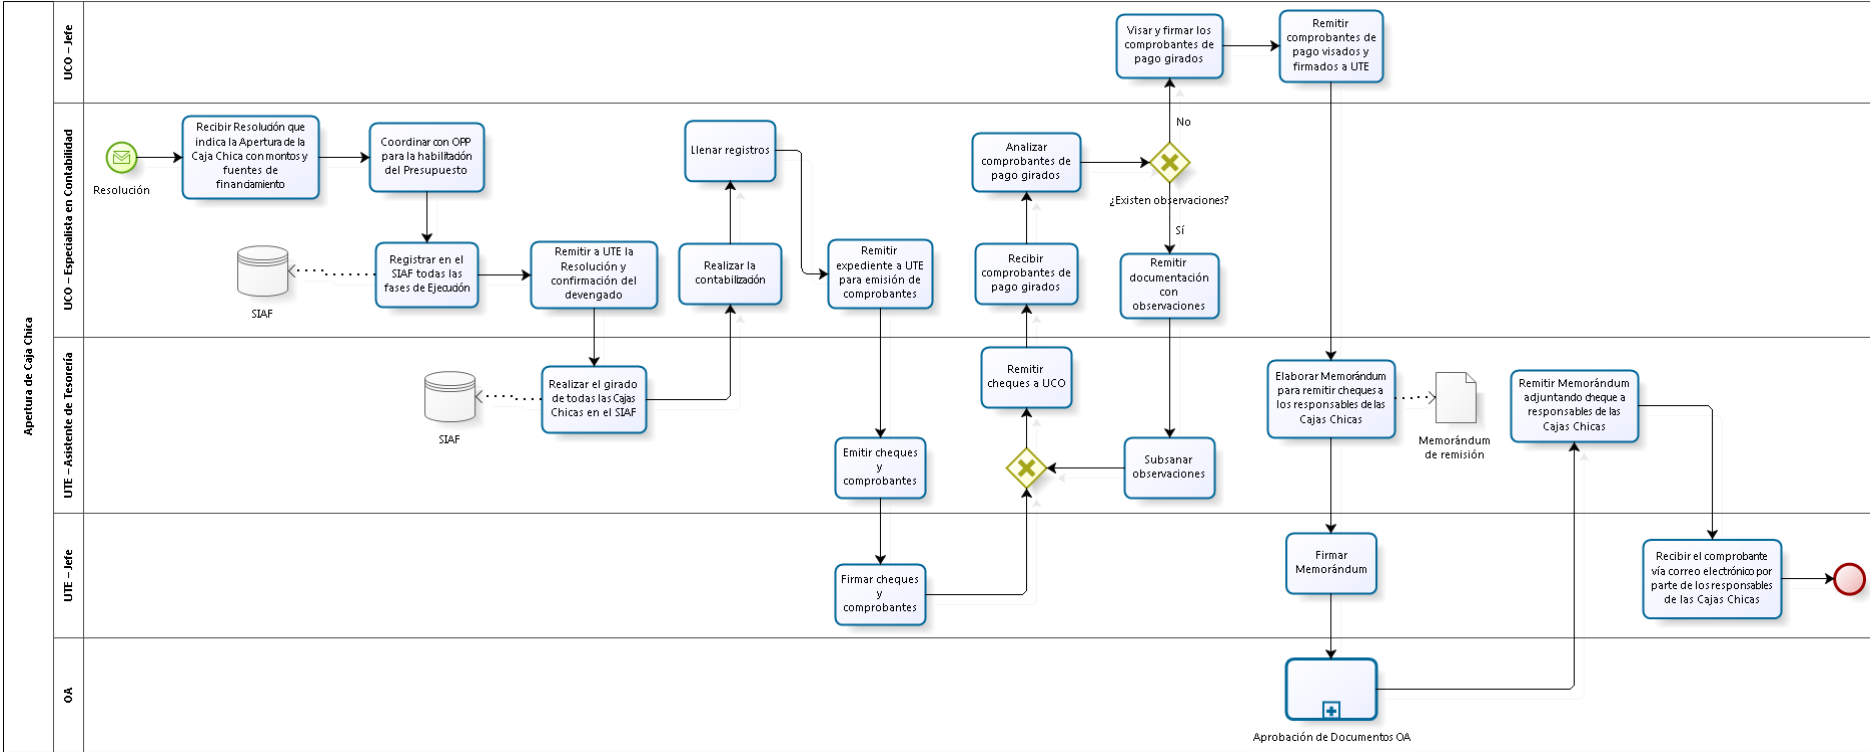 Apertura de Caja Chica
UCO – Jefe
Visar y firmar los
comprobantes de
pago girados
Remitir
comprobantes de
pago visados y
firmados a UTE
UCO – Especialista en Contabilidad
Resolución
Recibir Resolución que
indica la Apertura de la
Caja Chica con montos y
fuentes de
financiamiento
Coordinar con OPP
para la habilitación
del Presupuesto
Registrar en el
SIAF todas las
fases de Ejecución
SIAF
Remitir a UTE la
Resolución y
confirmación del
devengado
Llenar registros
Realizar la
contabilización
Remitir
expediente a UTE
para emisión de
comprobantes
Analizar
comprobantes de
pago girados
Recibir
comprobantes de
pago girados
No
¿Existen observaciones?
Sí
Remitir
documentación
con
observaciones
UTE – Asistente de Tesorería
SIAF
Realizar el girado
de todas las Cajas
Chicas en el SIAF
Emitir cheques
y
comprobantes
Remitir
cheques a UCO
Subsanar
observaciones
Elaborar Memorándum
para remitir cheques a
los responsables de las
Cajas Chicas
Memorándum
de remisión
Remitir Memorándum
adjuntando cheque a
responsables de las
Cajas Chicas
UTE – Jefe
Firmar cheques
y
comprobantes
Firmar
Memorándum
Recibir el comprobante
vía correo electrónico por
parte de los responsables
de las Cajas Chicas
OA
Aprobación de Documentos OA